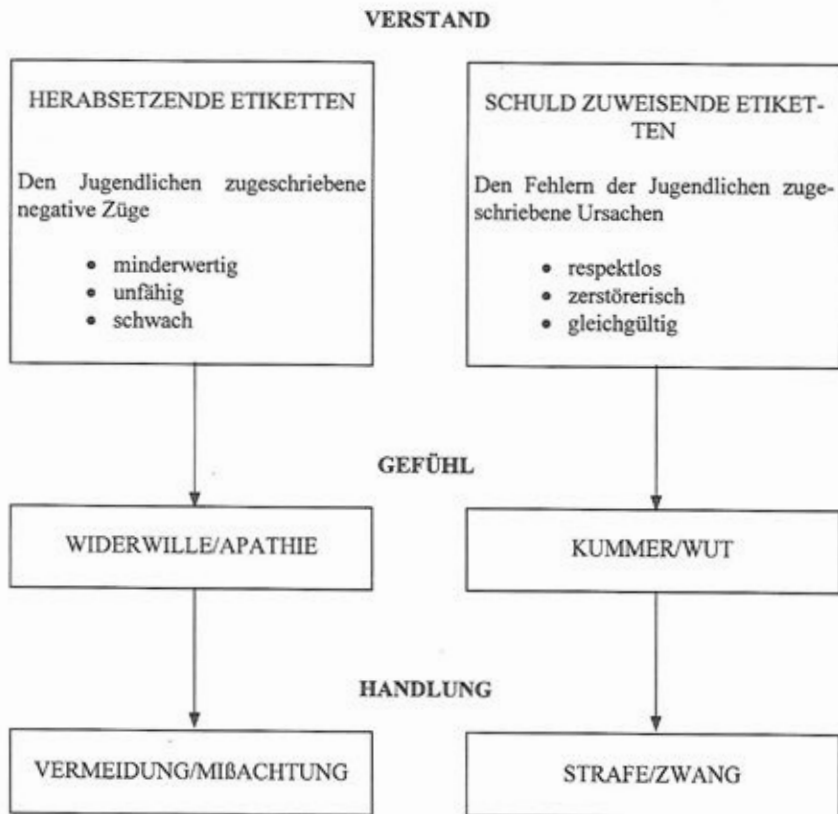 VERSTAND
HERABSETZENDE ETIKETTEN
Den Jugendlichen zugeschriebene
negative Züge
• minderwertig
• unfähig
• schwach
SCHULD ZUWEISENDE ETIKET-
TEN
Den Fehlern der Jugendlichen zuge-
schriebene Ursachen
• respektlos
• zerstörerisch
• gleichgültig
GEFÜHL
WIDERWILLE/APATHIE
KUMMER/WUT
HANDLUNG
VERMEIDUNG/MIßACHTUNG
STRAFE/ZWANG